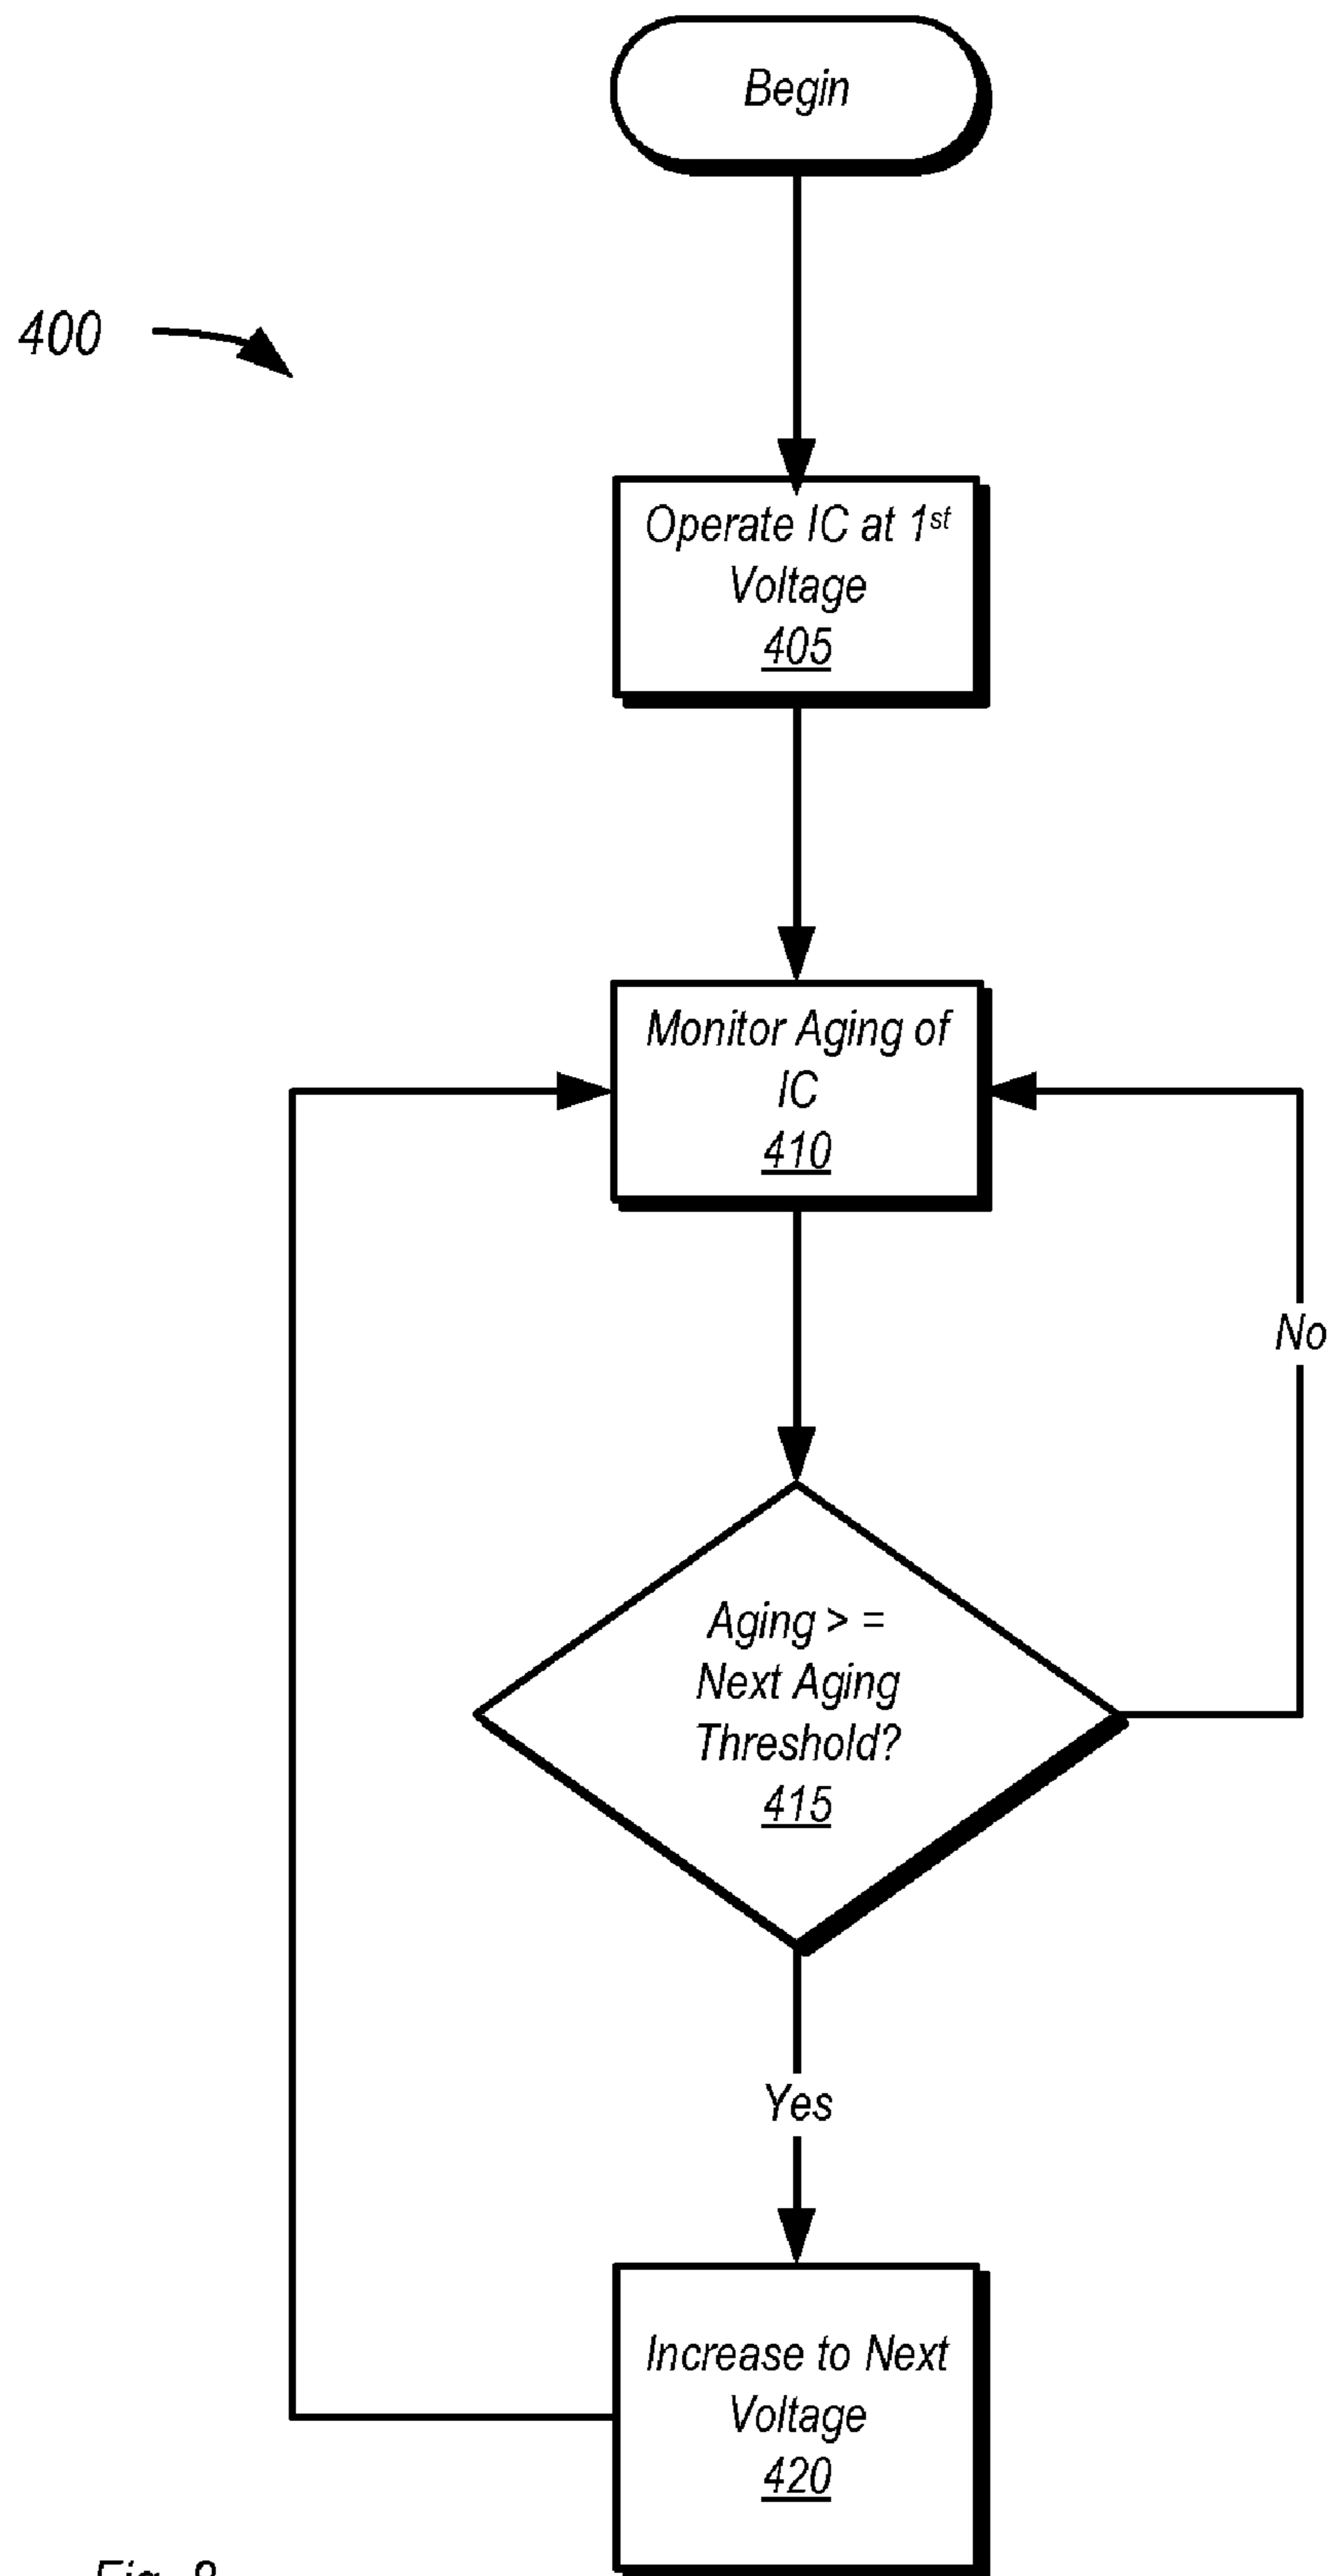 Begin
400
Operate IC at 1st
Voltage
405
Monitor Aging of
IC
410
No
Aging > =
Next Aging
Threshold?
415
Yes
Increase to Next
Voltage
420